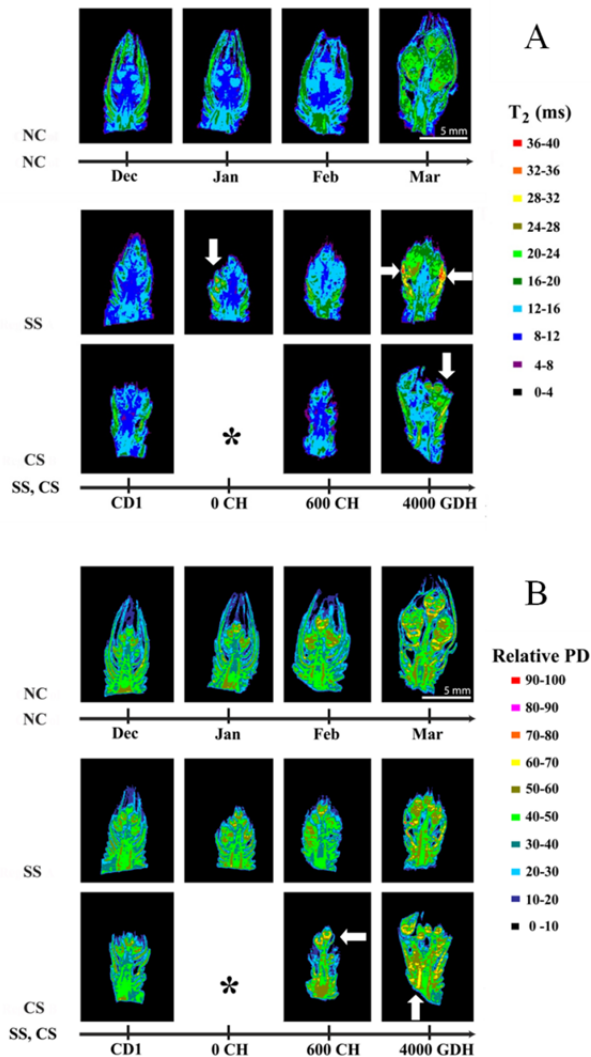 A
T2 (ms)
36-40
32-36
28-32
24-28
20-24
16-20
12-16
8-12
4-8
0-4
5 mm
NC
NC
Dec Jan Feb Mar
SS
*
CS
SS, CS
CD1 0 CH 600 CH 4000 GDH
B
Relative PD
90-100
80-90
70-80
60-70
50-60
40-50
30-40
20-30
10-20
0 -10
5 mm
NC
NC
Dec Jan Feb Mar
SS
*
CS
SS, CS
CD1 0 CH 600 CH 4000 GDH